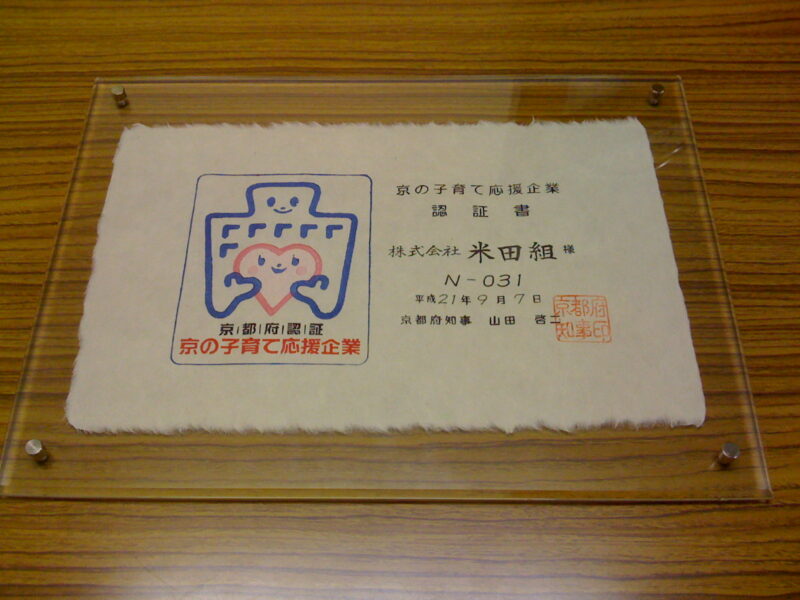 京都府認証
京の子育て応援企業
京の子育て応援企業
認証書
株式会社 米田組 様
N-031
平成21年9月7日
京都府知事 山田 啓二
京都府
知事印